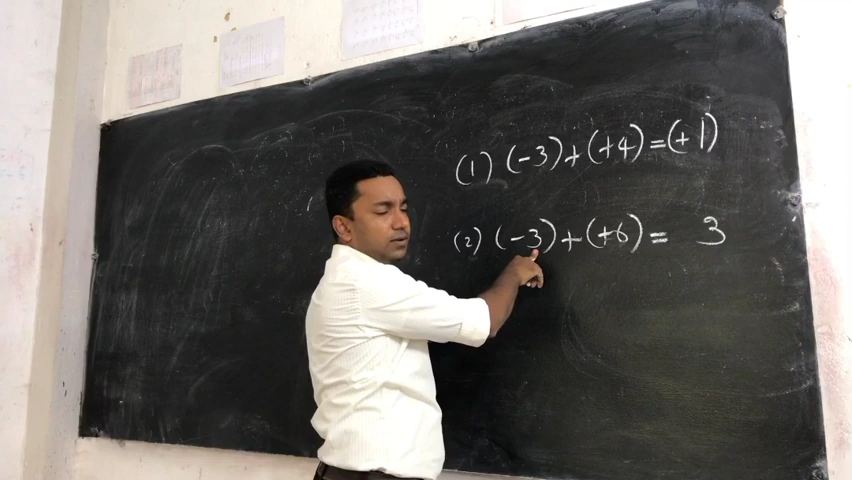 (1) (-3)+(+4)=(+1)
(2) (-3)+(+6)= 3